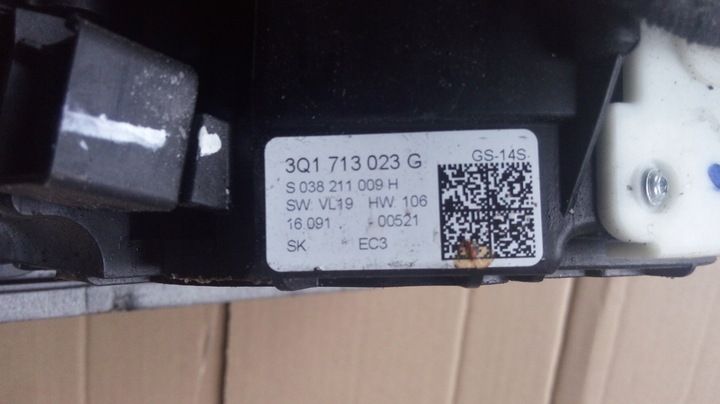 3Q1 713 023 G GS-14S
S 038 211 009 H
SW: VL19 HW: 106
16.091 00521
SK EC3